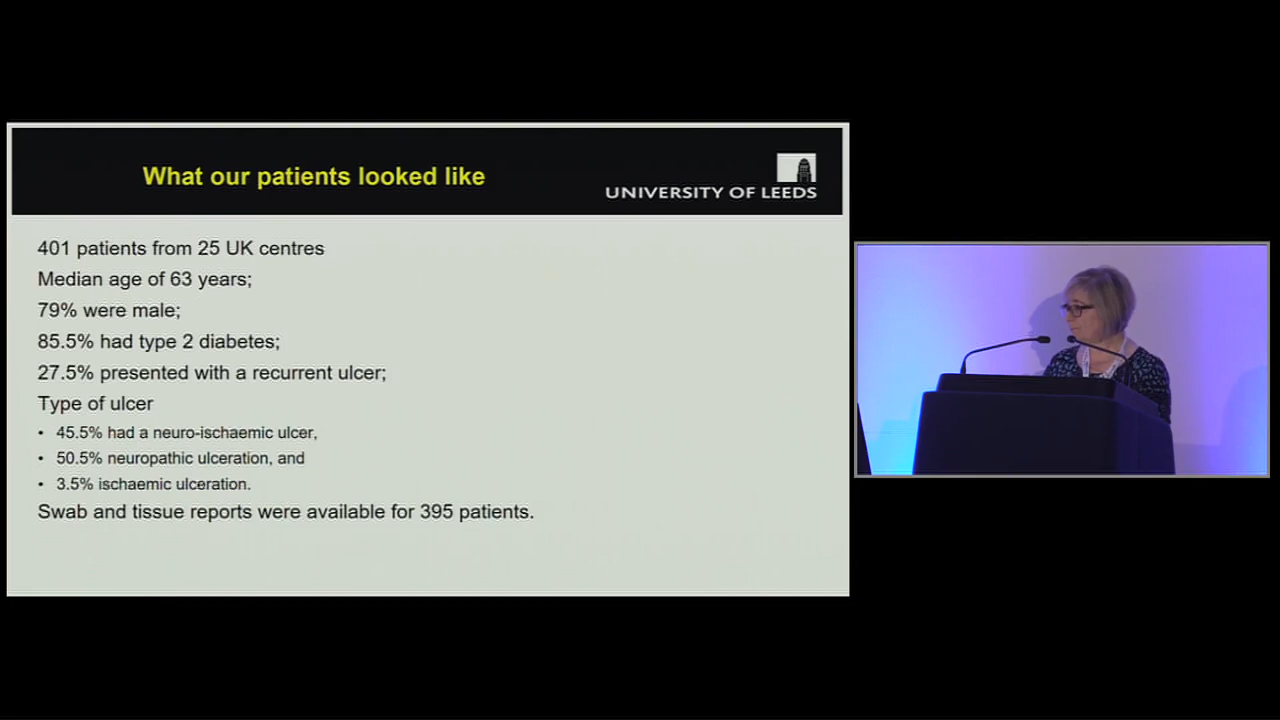 What our patients looked like
UNIVERSITY OF LEEDS
401 patients from 25 UK centres
Median age of 63 years;
79% were male;
85.5% had type 2 diabetes;
27.5% presented with a recurrent ulcer;
Type of ulcer
• 45.5% had a neuro-ischaemic ulcer,
• 50.5% neuropathic ulceration, and
• 3.5% ischaemic ulceration.
Swab and tissue reports were available for 395 patients.